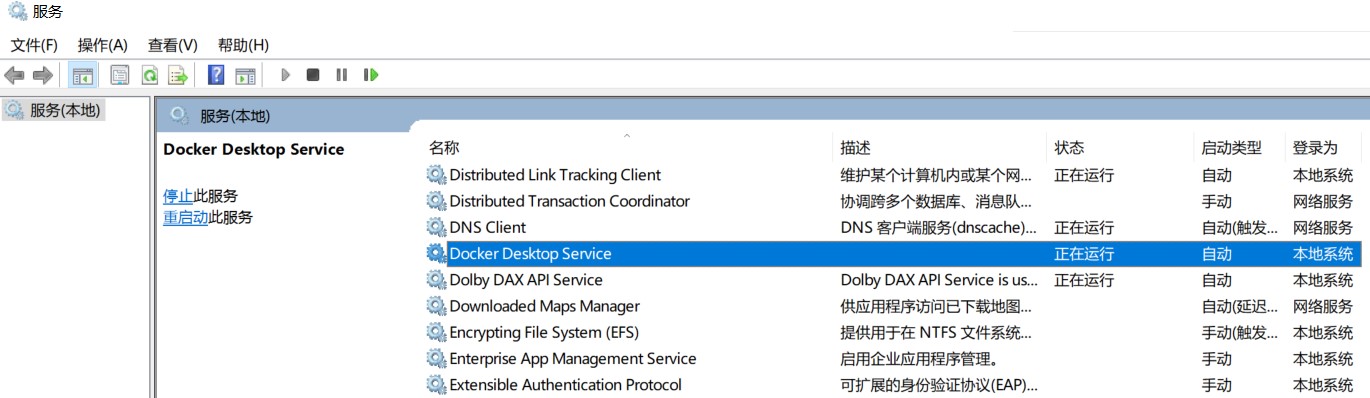 服务
文件(F) 操作(A) 查看(V) 帮助(H)
服务(本地)
服务(本地)
Docker Desktop Service
停止此服务
重启动此服务
名称 描述 状态 启动类型 登录为
Distributed Link Tracking Client 维护某个计算机内或某个网... 正在运行 自动 本地系统
Distributed Transaction Coordinator 协调跨多个数据库、消息队... 手动 网络服务
DNS Client DNS 客户端服务(dnscache)... 正在运行 自动(触发... 网络服务
Docker Desktop Service 正在运行 自动 本地系统
Dolby DAX API Service Dolby DAX API Service is us... 正在运行 自动 本地系统
Downloaded Maps Manager 供应用程序访问已下载地图... 自动(延迟... 网络服务
Encrypting File System (EFS) 提供用于在 NTFS 文件系统... 手动(触发... 本地系统
Enterprise App Management Service 启用企业应用程序管理。 手动 本地系统
Extensible Authentication Protocol 可扩展的身份验证协议(EAP)... 手动 本地系统